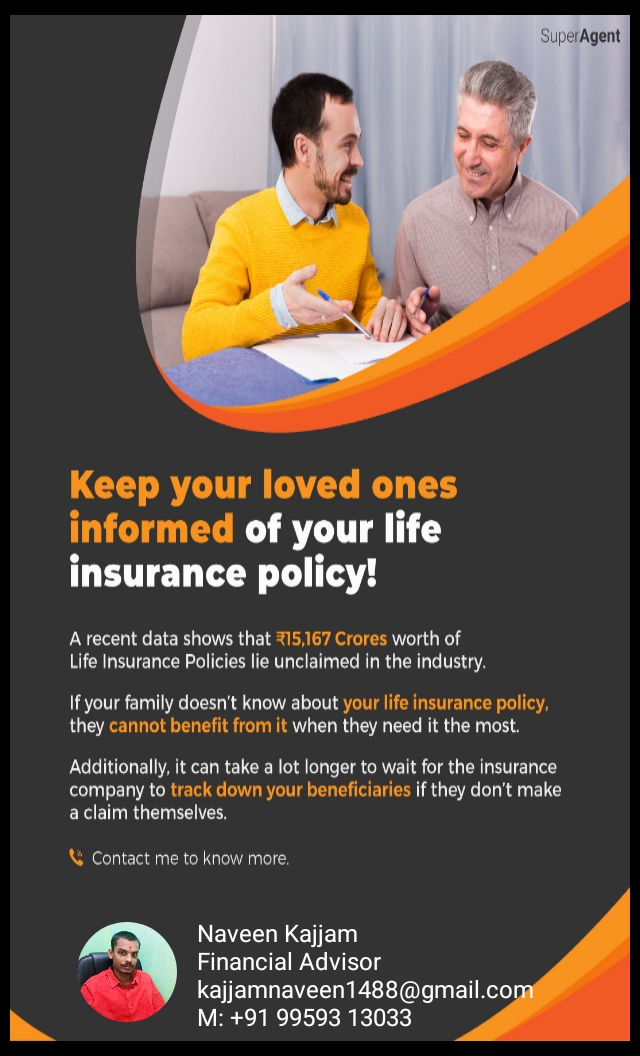 SuperAgent
Keep your loved ones
informed of your life
insurance policy!
A recent data shows that ₹15,167 Crores worth of
Life Insurance Policies lie unclaimed in the industry.
If your family doesn't know about your life insurance policy,
they cannot benefit from it when they need it the most.
Additionally, it can take a lot longer to wait for the insurance
company to track down your beneficiaries if they don't make
a claim themselves.
Contact me to know more.
Naveen Kajjam
Financial Advisor
kajjamnaveen1488@gmail.com
M: +91 99593 13033